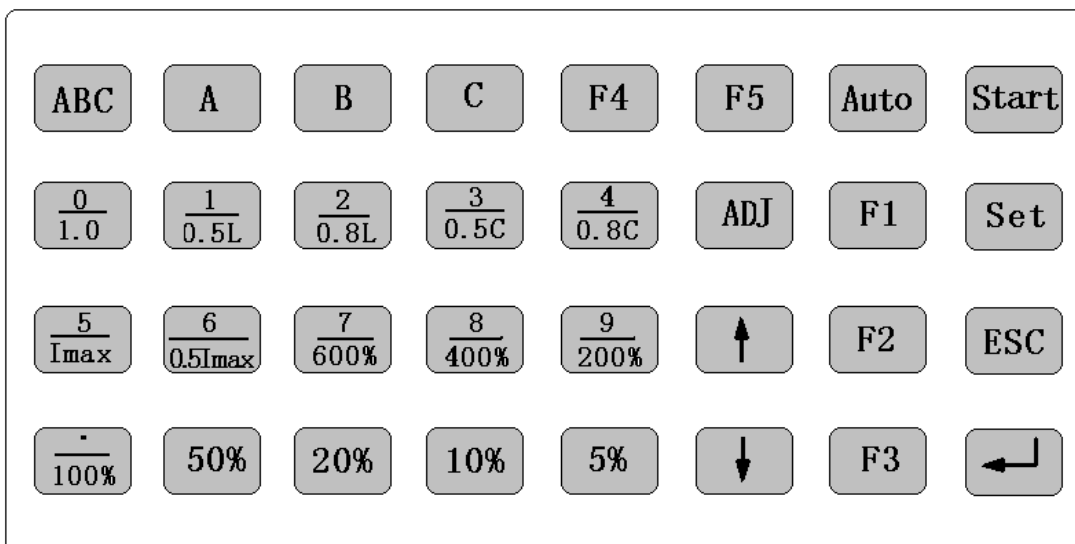 ABC A B C F4 F5 Auto Start
0 1 2 3 4
1.0 0.5L 0.8L 0.5C 0.8C ADJ F1 Set
5 6 7 8 9
Imax 0.5Imax 600% 400% 200% ↑ F2 ESC
.
100% 50% 20% 10% 5% ↓ F3 ↵